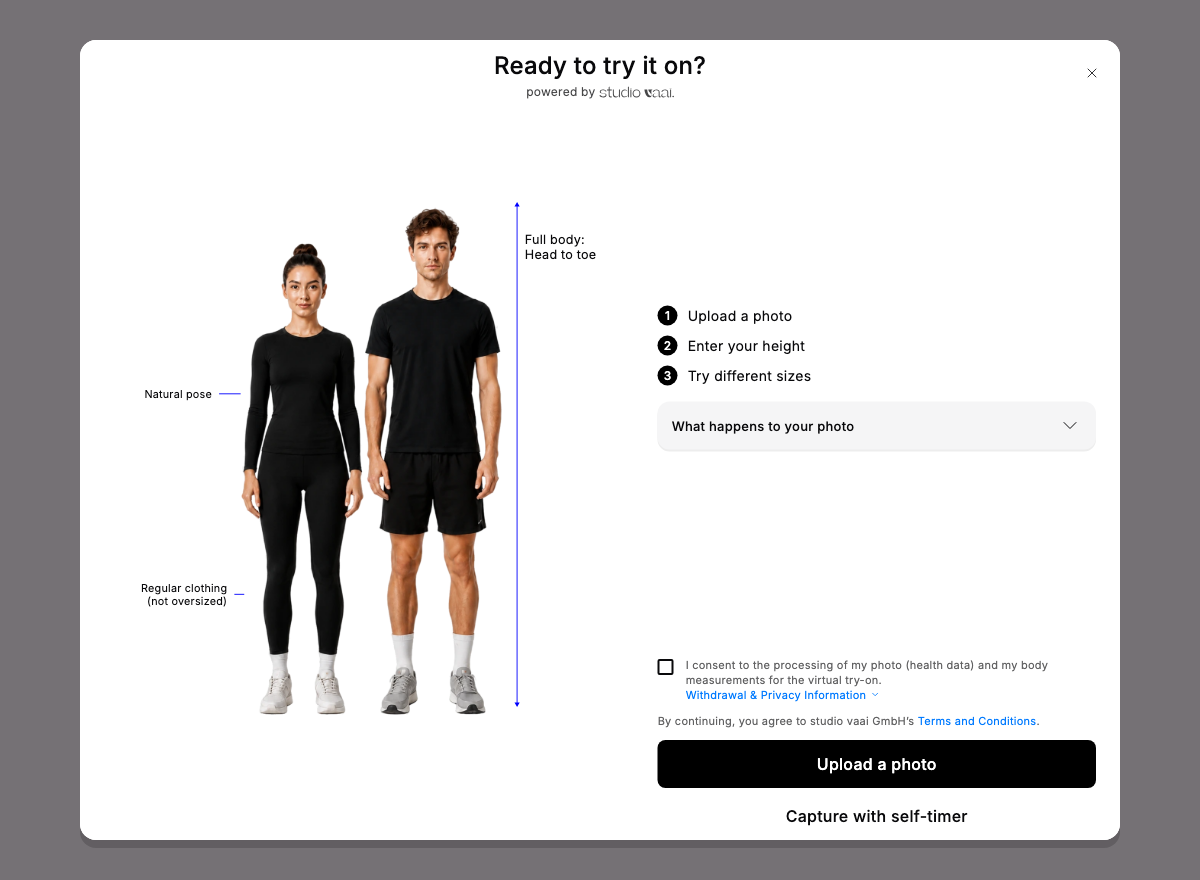 Ready to try it on?
powered by studio vaai.
Full body:
Head to toe
Natural pose
Regular clothing
(not oversized)
1 Upload a photo
2 Enter your height
3 Try different sizes
What happens to your photo
I consent to the processing of my photo (health data) and my body
measurements for the virtual try-on.
Withdrawal & Privacy Information
By continuing, you agree to studio vaai GmbH's Terms and Conditions.
Upload a photo
Capture with self-timer